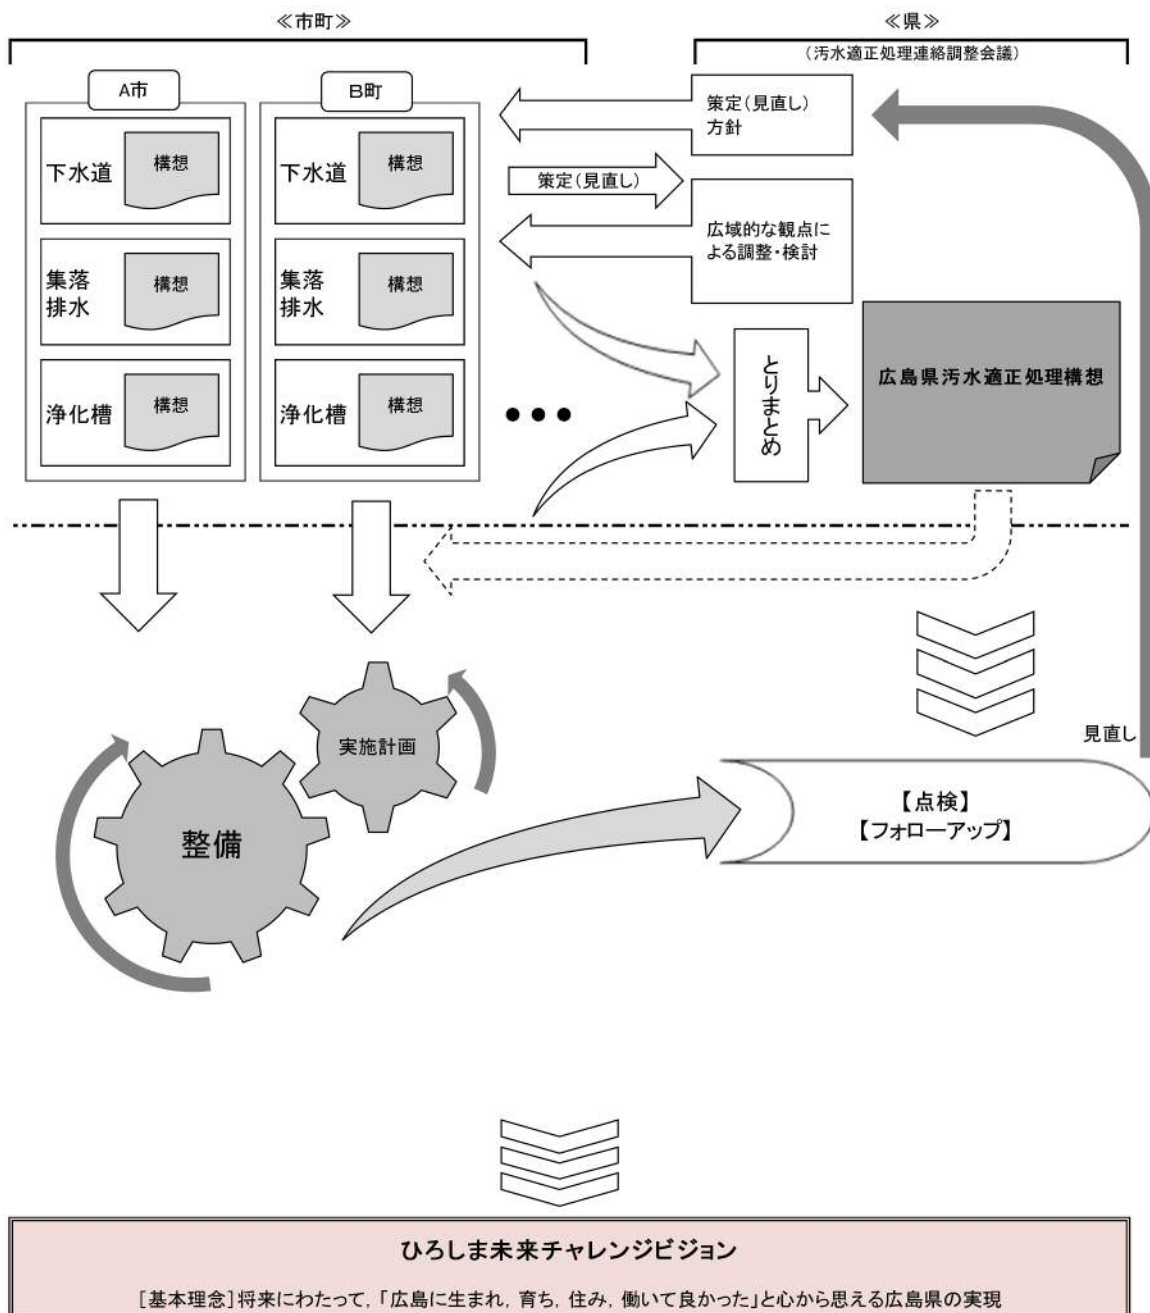 ≪市町≫
≪県≫
(汚水適正処理連絡調整会議)
A市
B町
策定(見直し)
方針
下水道
構想
下水道
構想
策定(見直し)
広域的な観点に
よる調整・検討
集落
排水
構想
集落
排水
構想
とりまとめ
広島県汚水適正処理構想
浄化槽
構想
浄化槽
構想
•••
見直し
実施計画
整備
【点検】
【フォローアップ】
ひろしま未来チャレンジビジョン
[基本理念]将来にわたって,「広島に生まれ,育ち,住み,働いて良かった」と心から思える広島県の実現